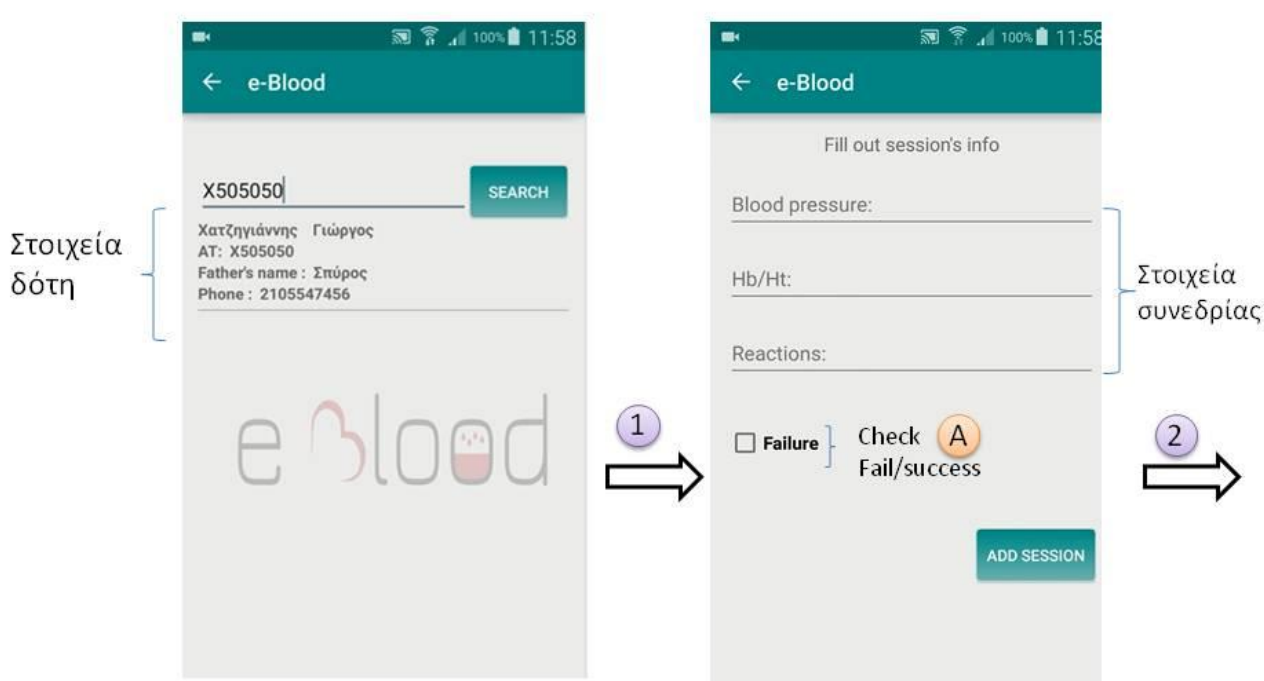 100% 11:58
e-Blood
X505050
SEARCH
Χατζηγιάννης Γιώργος
AT: X505050
Father's name : Σπύρος
Phone : 2105547456
Στοιχεία
δότη
e Blood
1
100% 11:58
e-Blood
Fill out session's info
Blood pressure:
Hb/Ht:
Reactions:
Στοιχεία
συνεδρίας
Failure
Check A
Fail/success
ADD SESSION
2